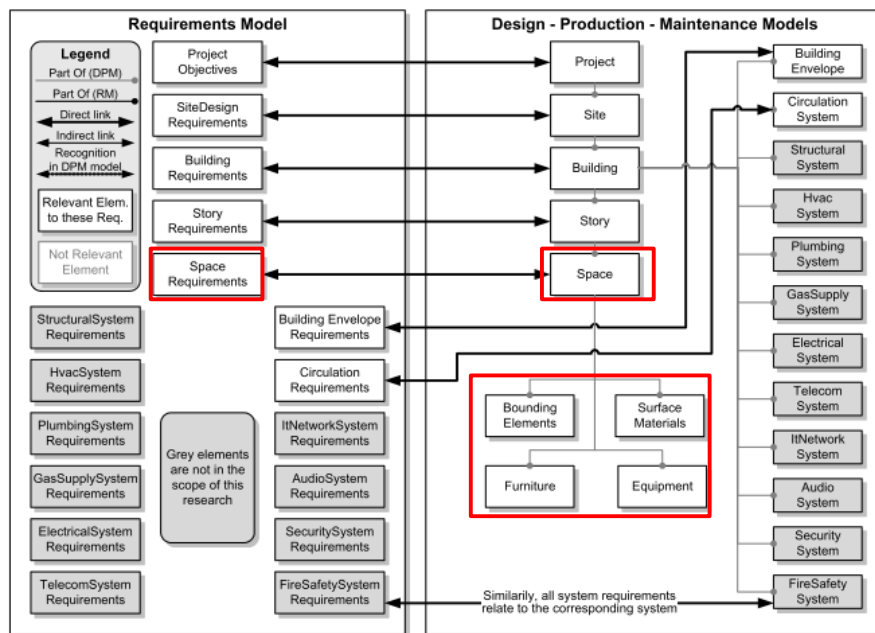 Requirements Model
Legend
Part Of (DPM)
Part Of (RM)
Direct link
Indirect link
Recognition
in DPM model
Relevant Elem.
to these Req.
Not Relevant
Element
Project
Objectives
SiteDesign
Requirements
Building
Requirements
Story
Requirements
Space
Requirements
StructuralSystem
Requirements
HvacSystem
Requirements
PlumbingSystem
Requirements
GasSupplySystem
Requirements
ElectricalSystem
Requirements
TelecomSystem
Requirements
Grey elements
are not in the
scope of this
research
Building Envelope
Requirements
Circulation
Requirements
ItNetworkSystem
Requirements
AudioSystem
Requirements
SecuritySystem
Requirements
FireSafetySystem
Requirements
Design - Production - Maintenance Models
Project
Site
Building
Story
Space
Bounding
Elements
Surface
Materials
Furniture
Equipment
Similarily, all system requirements
relate to the corresponding system
Building
Envelope
Circulation
System
Structural
System
Hvac
System
Plumbing
System
GasSupply
System
Electrical
System
Telecom
System
ItNetwork
System
Audio
System
Security
System
FireSafety
System